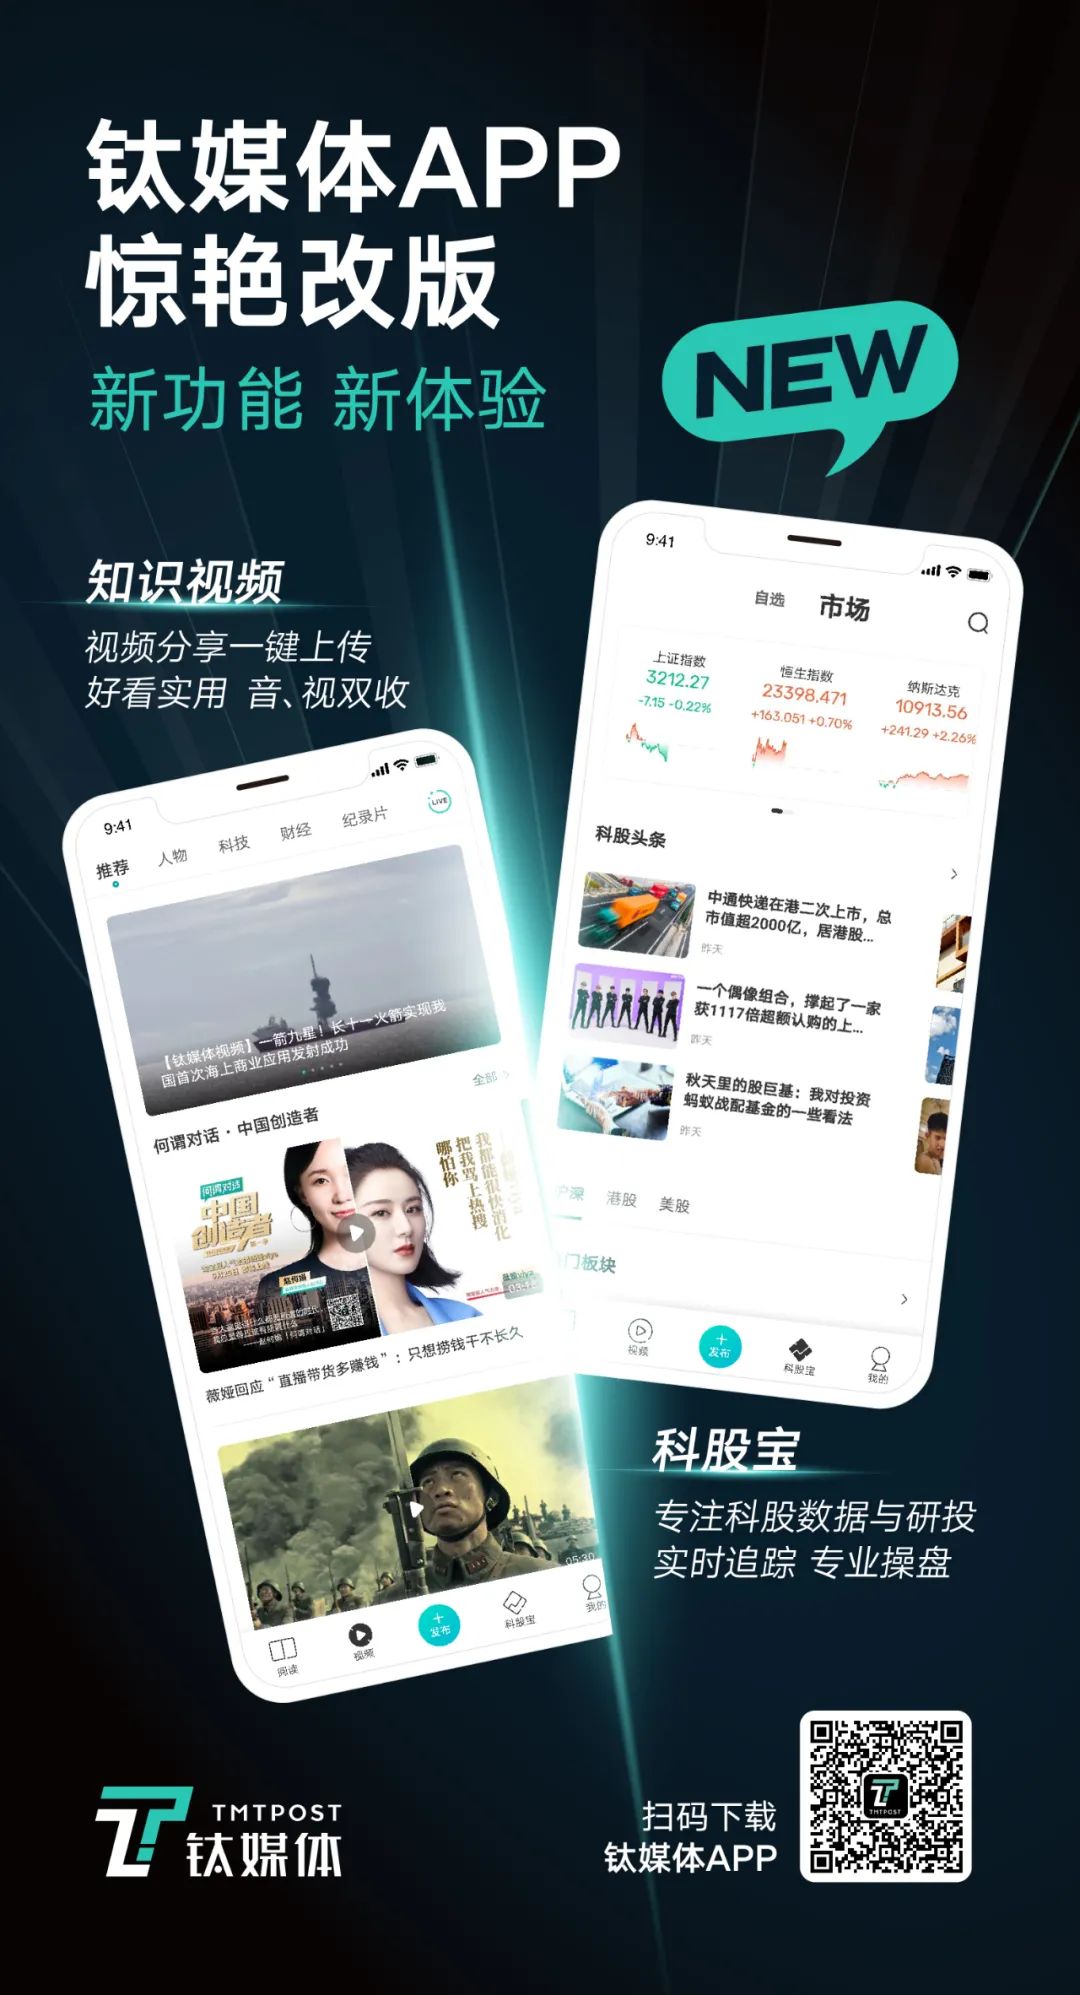 钛媒体APP
惊艳改版
新功能 新体验
NEW
知识视频
视频分享一键上传
好看实用 音、视双收
9:41
自选 市场
上证指数
3212.27
-7.15 -0.22%
恒生指数
23398.471
+163.051 +0.70%
纳斯达克
10913.56
+241.29 +2.26%
科股头条
中通快递在港二次上市，总
市值超2000亿，居港股...
昨天
一个偶像组合，撑起了一家
获1117倍超额认购的上...
昨天
秋天里的股巨基：我对投资
蚂蚁战配基金的一些看法
昨天
沪深 港股 美股
门板块
视频
发布
科股宝
我的
9:41
推荐 人物 科技 财经 纪录片
LIVE
【钛媒体视频】一箭九星！长十一火箭实现我
国首次海上商业应用发射成功
全部
何谓对话·中国创造者
何谓对话
中国
创造者
哪怕你
把我骂上热搜
我都能很快消化
薇娅回应“直播带货多赚钱”：只想捞钱干不长久
05:30
阅读
视频
发布
科股宝
我的
科股宝
专注科股数据与研投
实时追踪 专业操盘
TMTPOST
钛媒体
扫码下载
钛媒体APP
TMTPOST